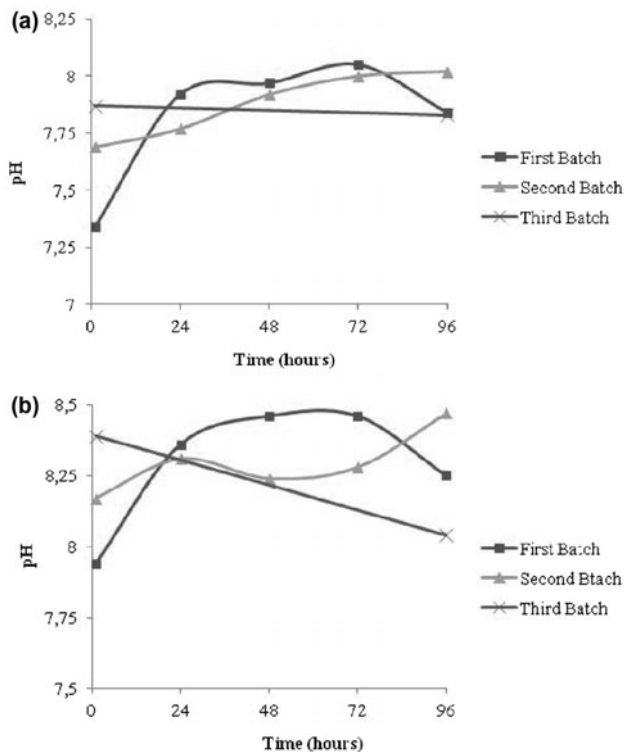 (a)
8,25
8
7,75
7,5
7,25
7
pH
0 24 48 72 96
Time (hours)
First Batch
Second Batch
Third Batch
(b)
8,5
8,25
8
7,75
7,5
pH
0 24 48 72 96
Time (hours)
First Batch
Second Btach
Third Batch